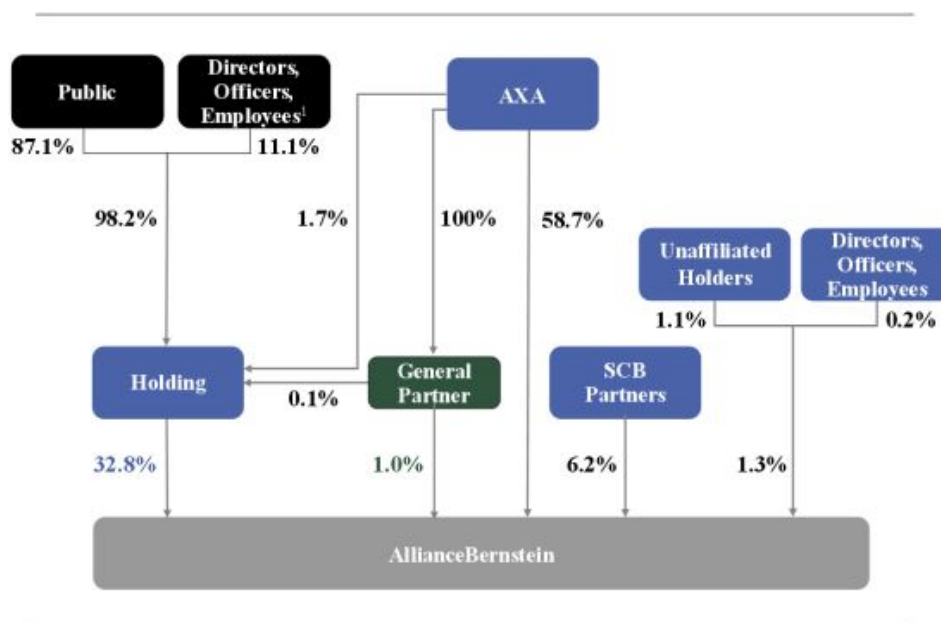 Public
Directors,
Officers,
Employees¹
AXA
87.1%
11.1%
98.2%
1.7%
100%
58.7%
Unaffiliated
Holders
Directors,
Officers,
Employees
1.1%
0.2%
Holding
General
Partner
SCB
Partners
0.1%
32.8%
1.0%
6.2%
1.3%
AllianceBernstein